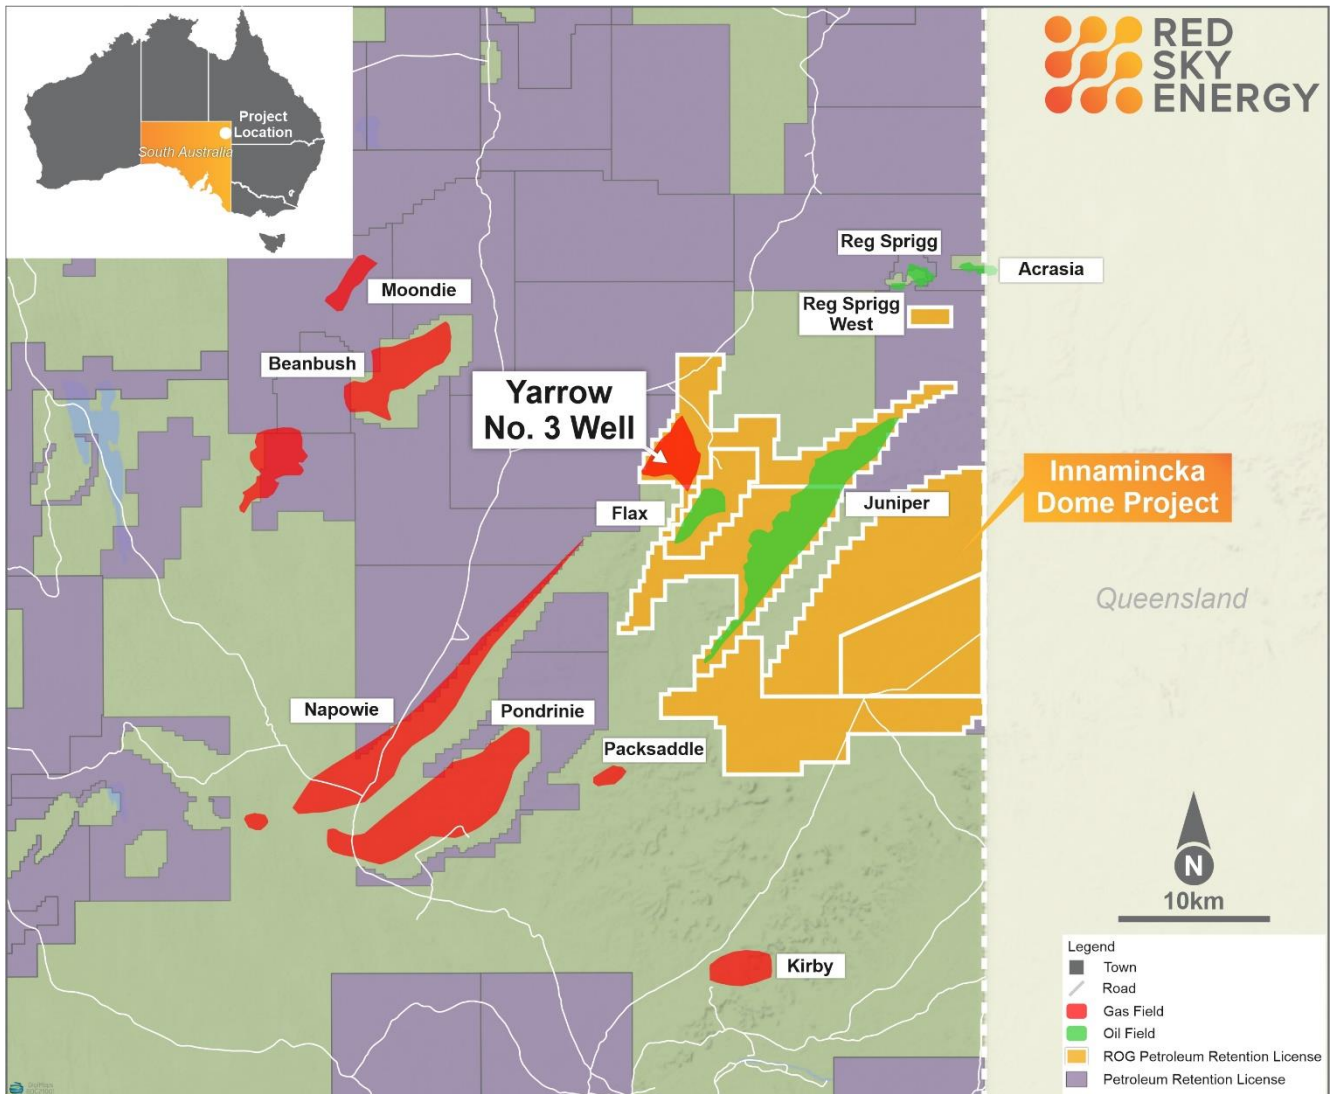 Project
Location
South Australia
RED
SKY
ENERGY
Reg Sprigg
Acrasia
Moondie
Reg Sprigg
West
Beanbush
Yarrow
No. 3 Well
Innamincka
Dome Project
Juniper
Flax
Queensland
Napowie
Pondrinie
Packsaddle
N
10km
Kirby
Legend
Town
Road
Gas Field
Oil Field
ROG Petroleum Retention License
Petroleum Retention License